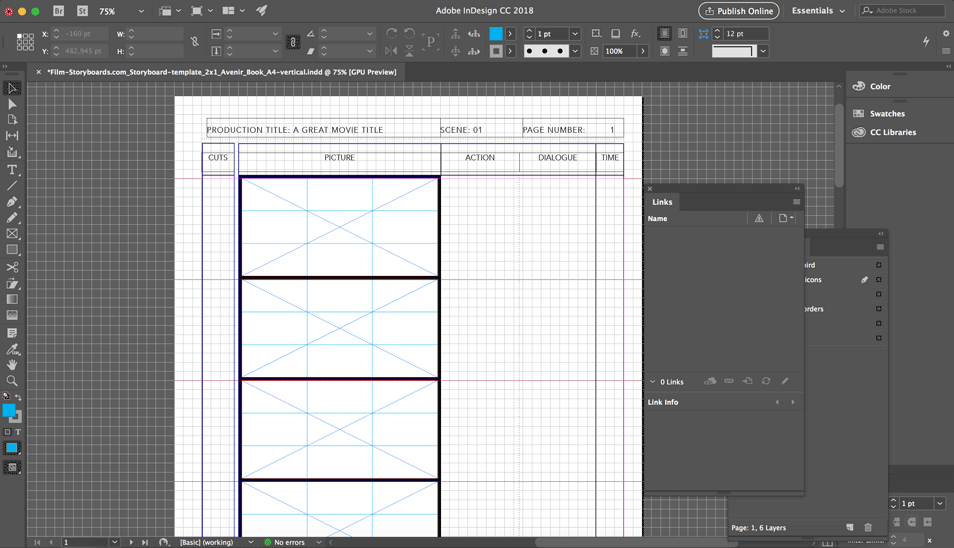 Br St 75% Adobe InDesign CC 2018 Publish Online Essentials Adobe Stock
X: -160 pt W: 1 pt 12 pt
Y: 482,945 pt H: P 100% fx.
× *Film-Storyboards.com_Storyboard-template_2x1_Avenir_Book_A4-vertical.indd @ 75% [GPU Preview]
Color
Swatches
CC Libraries
PRODUCTION TITLE: A GREAT MOVIE TITLE SCENE: 01 PAGE NUMBER: 1
CUTS PICTURE ACTION DIALOGUE TIME
Links
Name
hird
icons
orders
0 Links
Link Info
1 pt
Page: 1, 6 Layers
1 [Basic] (working) No errors